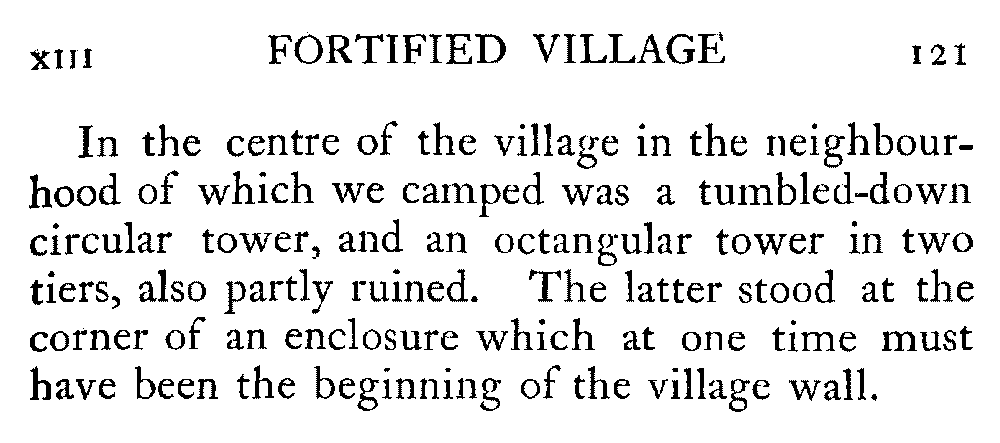 XIII FORTIFIED VILLAGE 121
In the centre of the village in the neighbour-
hood of which we camped was a tumbled-down
circular tower, and an octangular tower in two
tiers, also partly ruined. The latter stood at the
corner of an enclosure which at one time must
have been the beginning of the village wall.